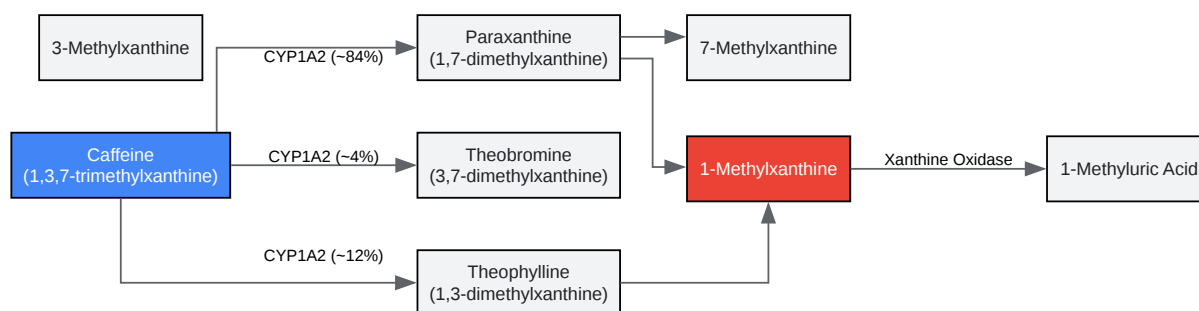 3-Methylxanthine
CYP1A2 (~84%)
Paraxanthine
(1,7-dimethylxanthine)
7-Methylxanthine
Caffeine
(1,3,7-trimethylxanthine)
CYP1A2 (~4%)
Theobromine
(3,7-dimethylxanthine)
1-Methylxanthine
Xanthine Oxidase
1-Methyluric Acid
CYP1A2 (~12%)
Theophylline
(1,3-dimethylxanthine)